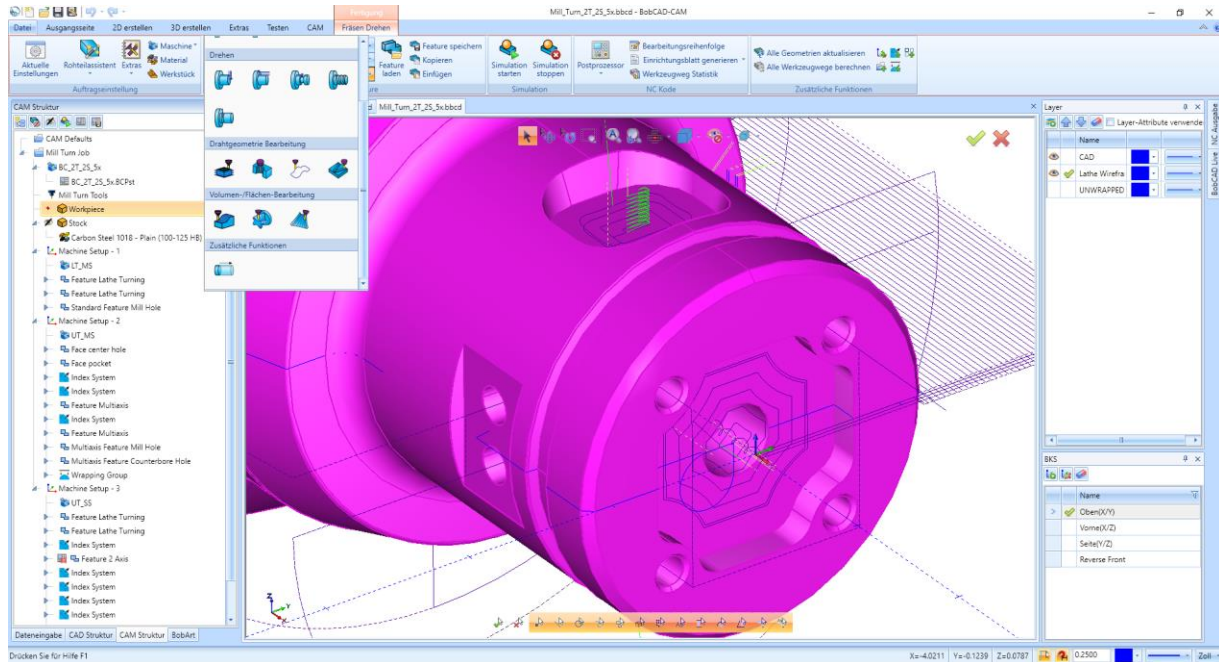 Mill_Turn_2T_2S_5x.bbcd - BobCAD-CAM
Fertigung
Datei Ausgangsseite 2D erstellen 3D erstellen Extras Testen CAM Fräsen Drehen
Aktuelle Einstellungen
Rohteilassistent
Extras
Maschine
Material
Werkstück
Auftragseinstellung
Feature laden
Feature speichern
Kopieren
Einfügen
Simulation starten
Simulation stoppen
Simulation
Postprozessor
Bearbeitungsreihenfolge
Einrichtungsblatt generieren
Werkzeugweg Statistik
NC Kode
Alle Geometrien aktualisieren
Alle Werkzeugwege berechnen
Zusätzliche Funktionen
Drehen
Drahtgeometrie Bearbeitung
Volumen-/Flächen-Bearbeitung
Zusätzliche Funktionen
CAM Struktur
CAM Defaults
Mill Turn Job
BC_2T_2S_5x
BC_2T_2S_5x.BCPst
Mill Turn Tools
Workpiece
Stock
Carbon Steel 1018 - Plain (100-125 HB)
Machine Setup - 1
LT_MS
Feature Lathe Turning
Feature Lathe Turning
Standard Feature Mill Hole
Machine Setup - 2
UT_MS
Face center hole
Face pocket
Index System
Index System
Feature Multiaxis
Index System
Feature Multiaxis
Multiaxis Feature Mill Hole
Multiaxis Feature Counterbore Hole
Wrapping Group
Machine Setup - 3
UT_SS
Feature Lathe Turning
Feature Lathe Turning
Index System
Feature 2 Axis
Index System
Index System
Index System
Index System
Dateneingabe CAD Struktur CAM Struktur BobArt
Mill_Turn_2T_2S_5x.bbcd
Z
Y
X
Layer
Layer-Attribute verwende
Name
CAD
Lathe Wirefra
UNWRAPPED
BKS
Name
Oben(X/Y)
Vorne(X/Z)
Seite(Y/Z)
Reverse Front
NC Ausgabe
BobCAD Live
Drücken Sie für Hilfe F1
X=-4.0211 Y=-0.1239 Z=0.0787 0.2500 Zoll